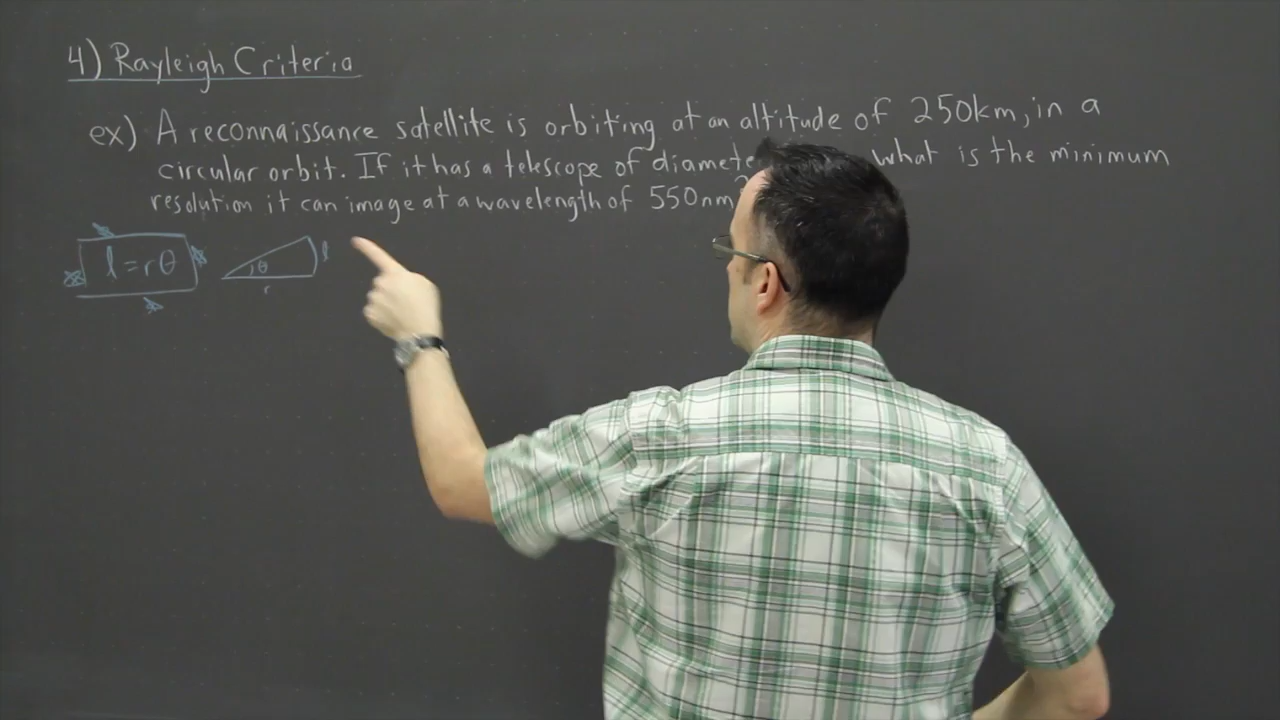 4) Rayleigh Criteria
ex) A reconnaissance satellite is orbiting at an altitude of 250km, in a
circular orbit. If it has a telescope of what is the minimum
resolution it can image at a wavelength of 550nm?
l = rθ
θ
l
r